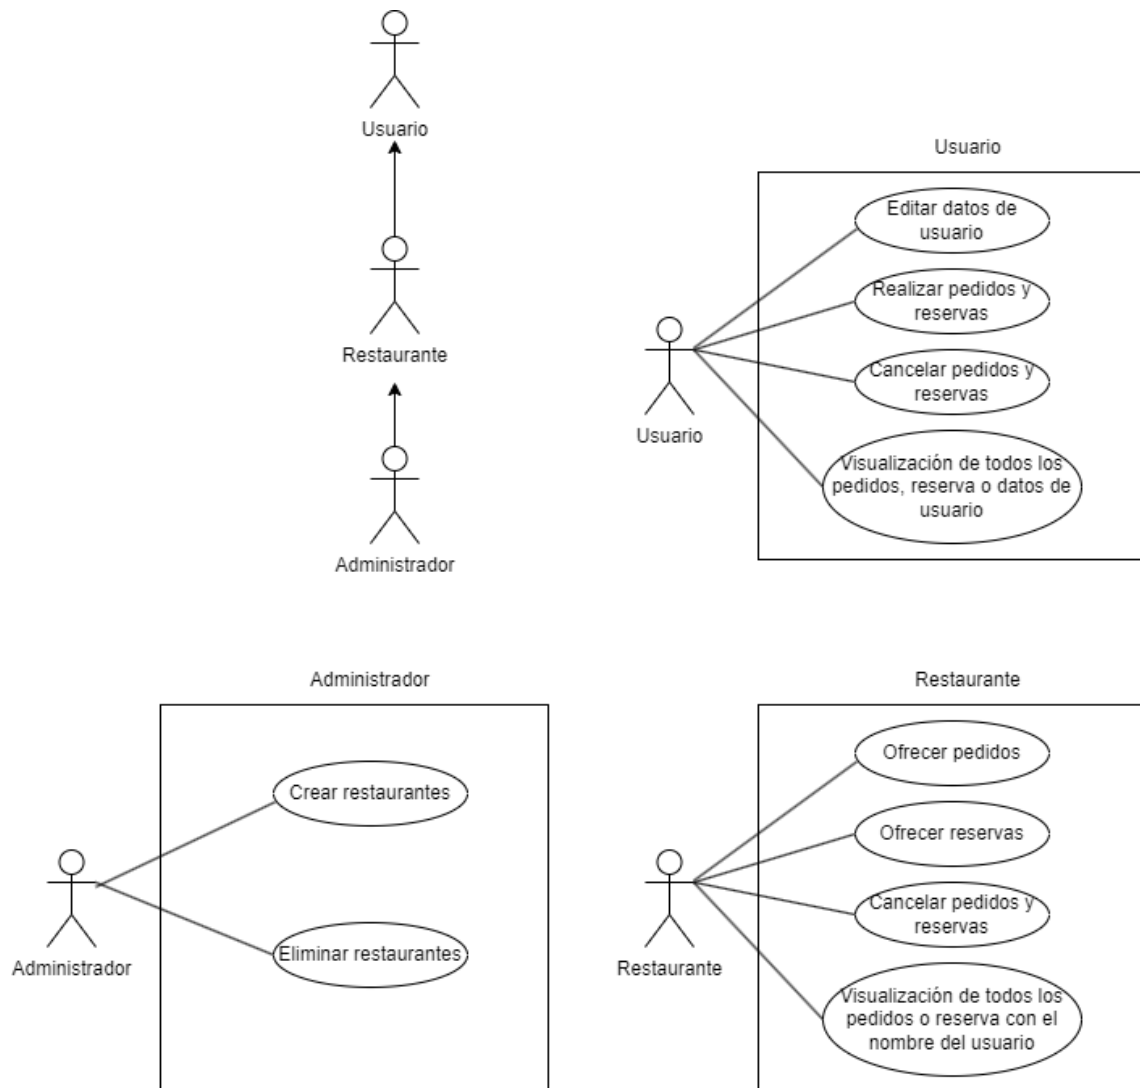 Usuario
Restaurante
Administrador
Usuario
Editar datos de
usuario
Realizar pedidos y
reservas
Cancelar pedidos y
reservas
Visualización de todos los
pedidos, reserva o datos de
usuario
Usuario
Administrador
Crear restaurantes
Eliminar restaurantes
Administrador
Restaurante
Ofrecer pedidos
Ofrecer reservas
Cancelar pedidos y
reservas
Visualización de todos los
pedidos o reserva con el
nombre del usuario
Restaurante